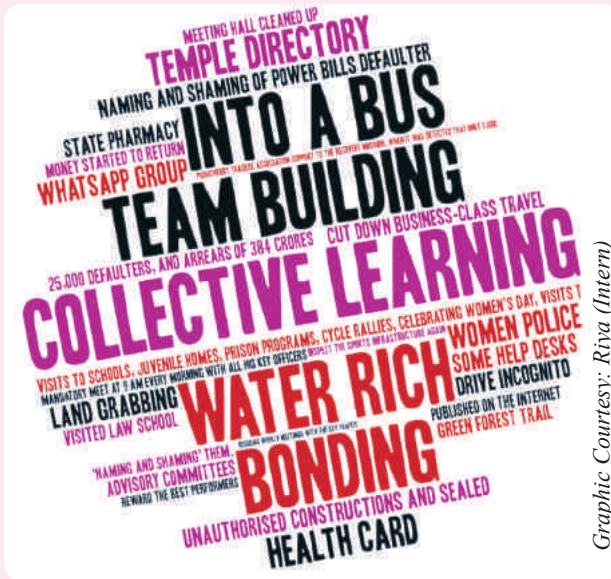 MEETING HALL CLEANED UP
TEMPLE DIRECTORY
NAMING AND SHAMING OF POWER BILLS DEFAULTER
STATE PHARMACY
MONEY STARTED TO RETURN
WHATSAPP GROUP
INTO A BUS
TEAM BUILDING
25,000 DEFAULTERS, AND ARREARS OF 384 CRORES
CUT DOWN BUSINESS-CLASS TRAVEL
COLLECTIVE LEARNING
VISITS TO SCHOOLS, JUVENILE HOMES, PRISON PROGRAMS, CYCLE RALLIES, CELEBRATING WOMEN'S DAY, VISITS T
MANDATORY MEET AT 9 AM EVERY MORNING WITH ALL HIS KEY OFFICERS
THE SPORTS INFRASTRUCTURE AGAIN
LAND GRABBING
VISITED LAW SCHOOL
WATER RICH
WOMEN POLICE
SOME HELP DESKS
DRIVE INCOGNITO
PUBLISHED ON THE INTERNET
GREEN FOREST TRAIL
'NAMING AND SHAMING' THEM.
ADVISORY COMMITTEES
REWARD THE BEST PERFORMERS
BONDING
UNAUTHORISED CONSTRUCTIONS AND SEALED
HEALTH CARD
Graphic Courtesy: Riva (Intern)